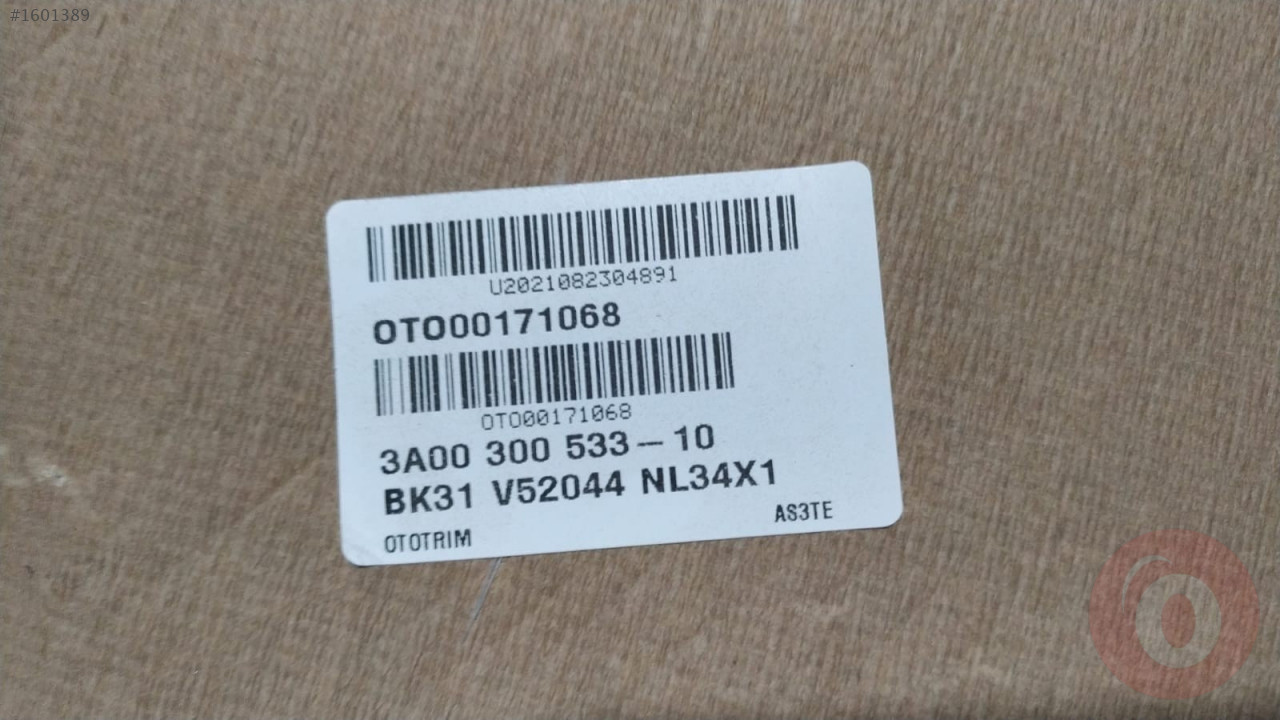 #1601389
U2021082304891
OTO00171068
OTO00171068
3A00 300 533 – 10
BK31 V52044 NL34X1
OTOTRIM AS3TE